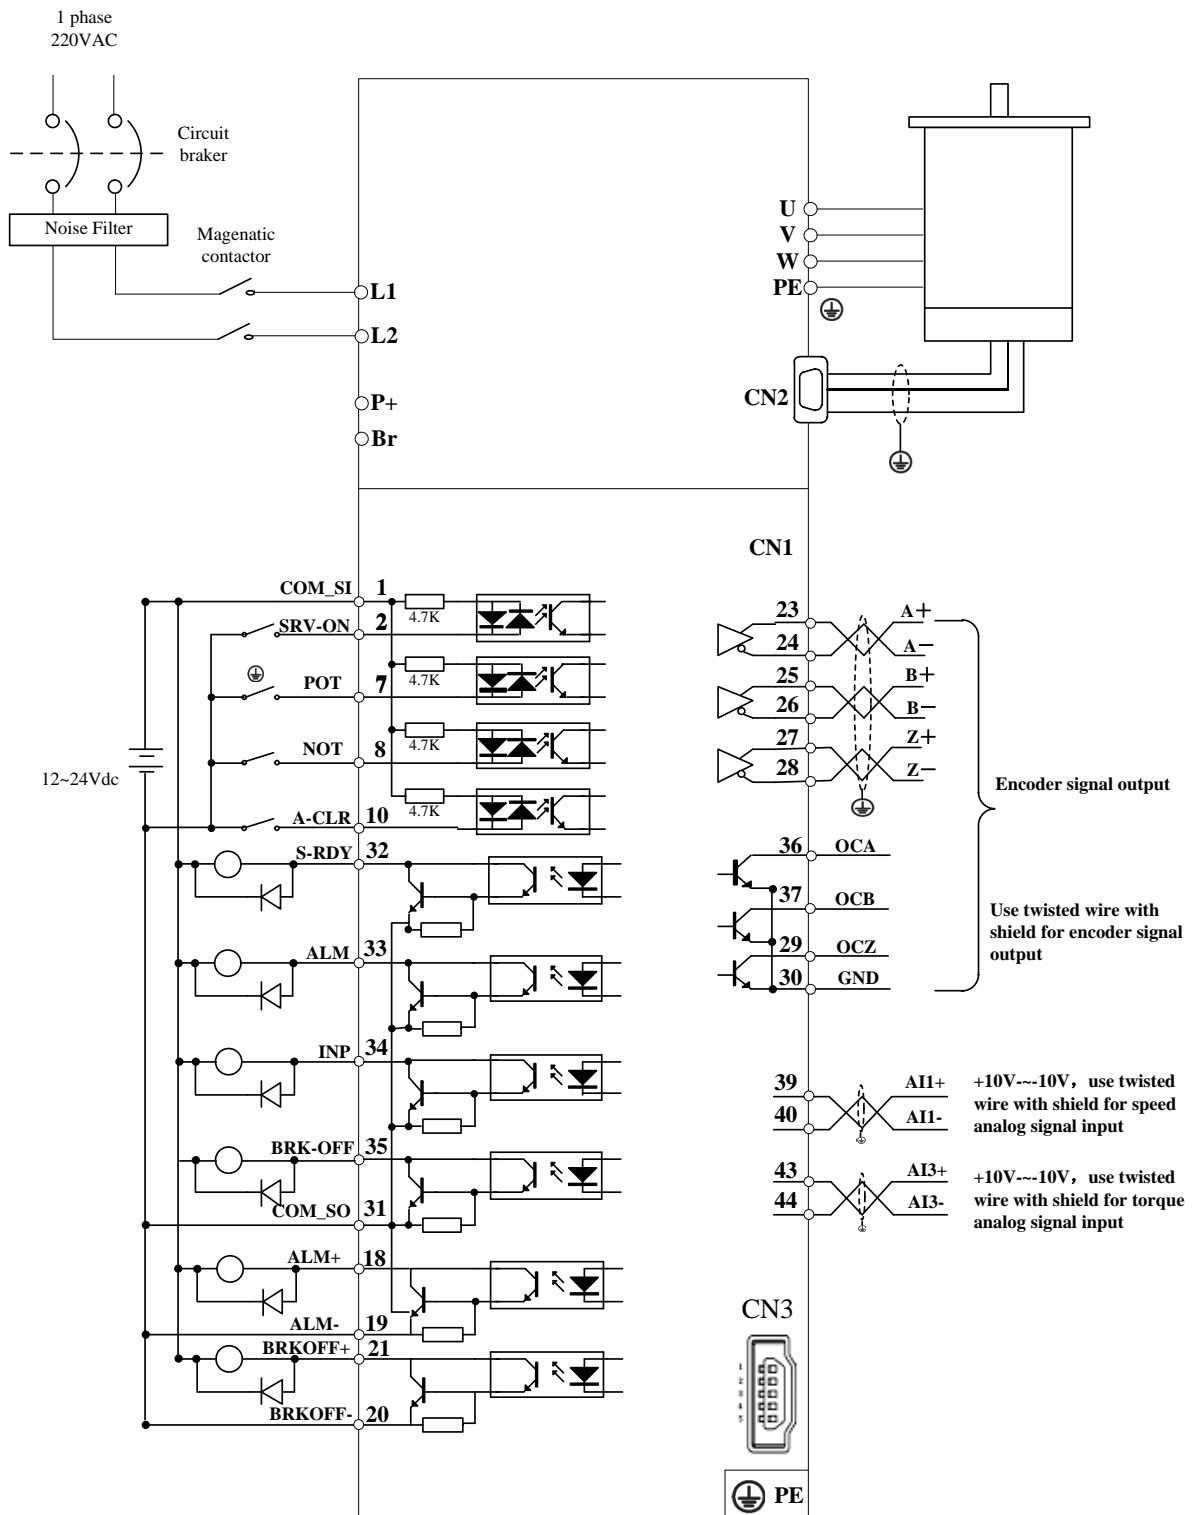 1 phase
220VAC
Circuit
braker
Noise Filter
Magenatic
contactor
L1
L2
P+
Br
U
V
W
PE
CN2
CN1
COM_SI 1
4.7K
SRV-ON 2
4.7K
POT 7
4.7K
NOT 8
4.7K
A-CLR 10
12~24Vdc
S-RDY 32
ALM 33
INP 34
BRK-OFF 35
COM_SO 31
ALM+ 18
ALM- 19
BRKOFF+ 21
BRKOFF- 20
23 A+
24 A-
25 B+
26 B-
27 Z+
28 Z-
Encoder signal output
36 OCA
37 OCB
29 OCZ
30 GND
Use twisted wire with
shield for encoder signal
output
39 AI1+
40 AI1-
+10V-~-10V，use twisted
wire with shield for speed
analog signal input
43 AI3+
44 AI3-
+10V-~-10V，use twisted
wire with shield for torque
analog signal input
CN3
1
2
3
4
5
PE